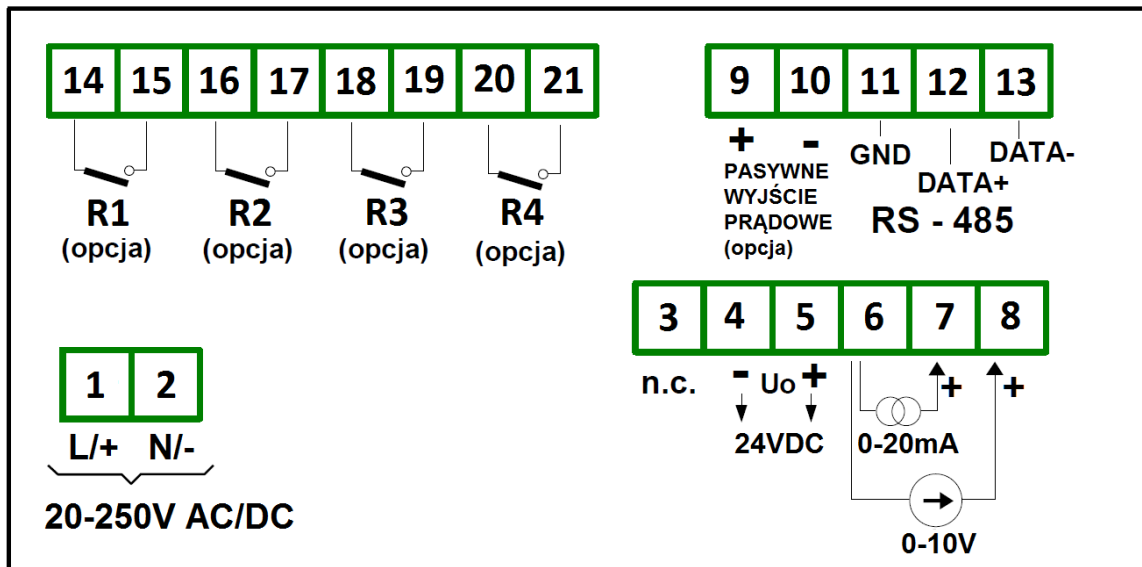 14 15 16 17 18 19 20 21
R1 R2 R3 R4
(opcja) (opcja) (opcja) (opcja)
9 10 11 12 13
+ -
GND DATA-
DATA+
PASYWNE
WYJŚCIE
PRĄDOWE
(opcja)
RS - 485
1 2
L/+ N/-
20-250V AC/DC
3 4 5 6 7 8
n.c. - Uo + + +
24VDC 0-20mA
0-10V